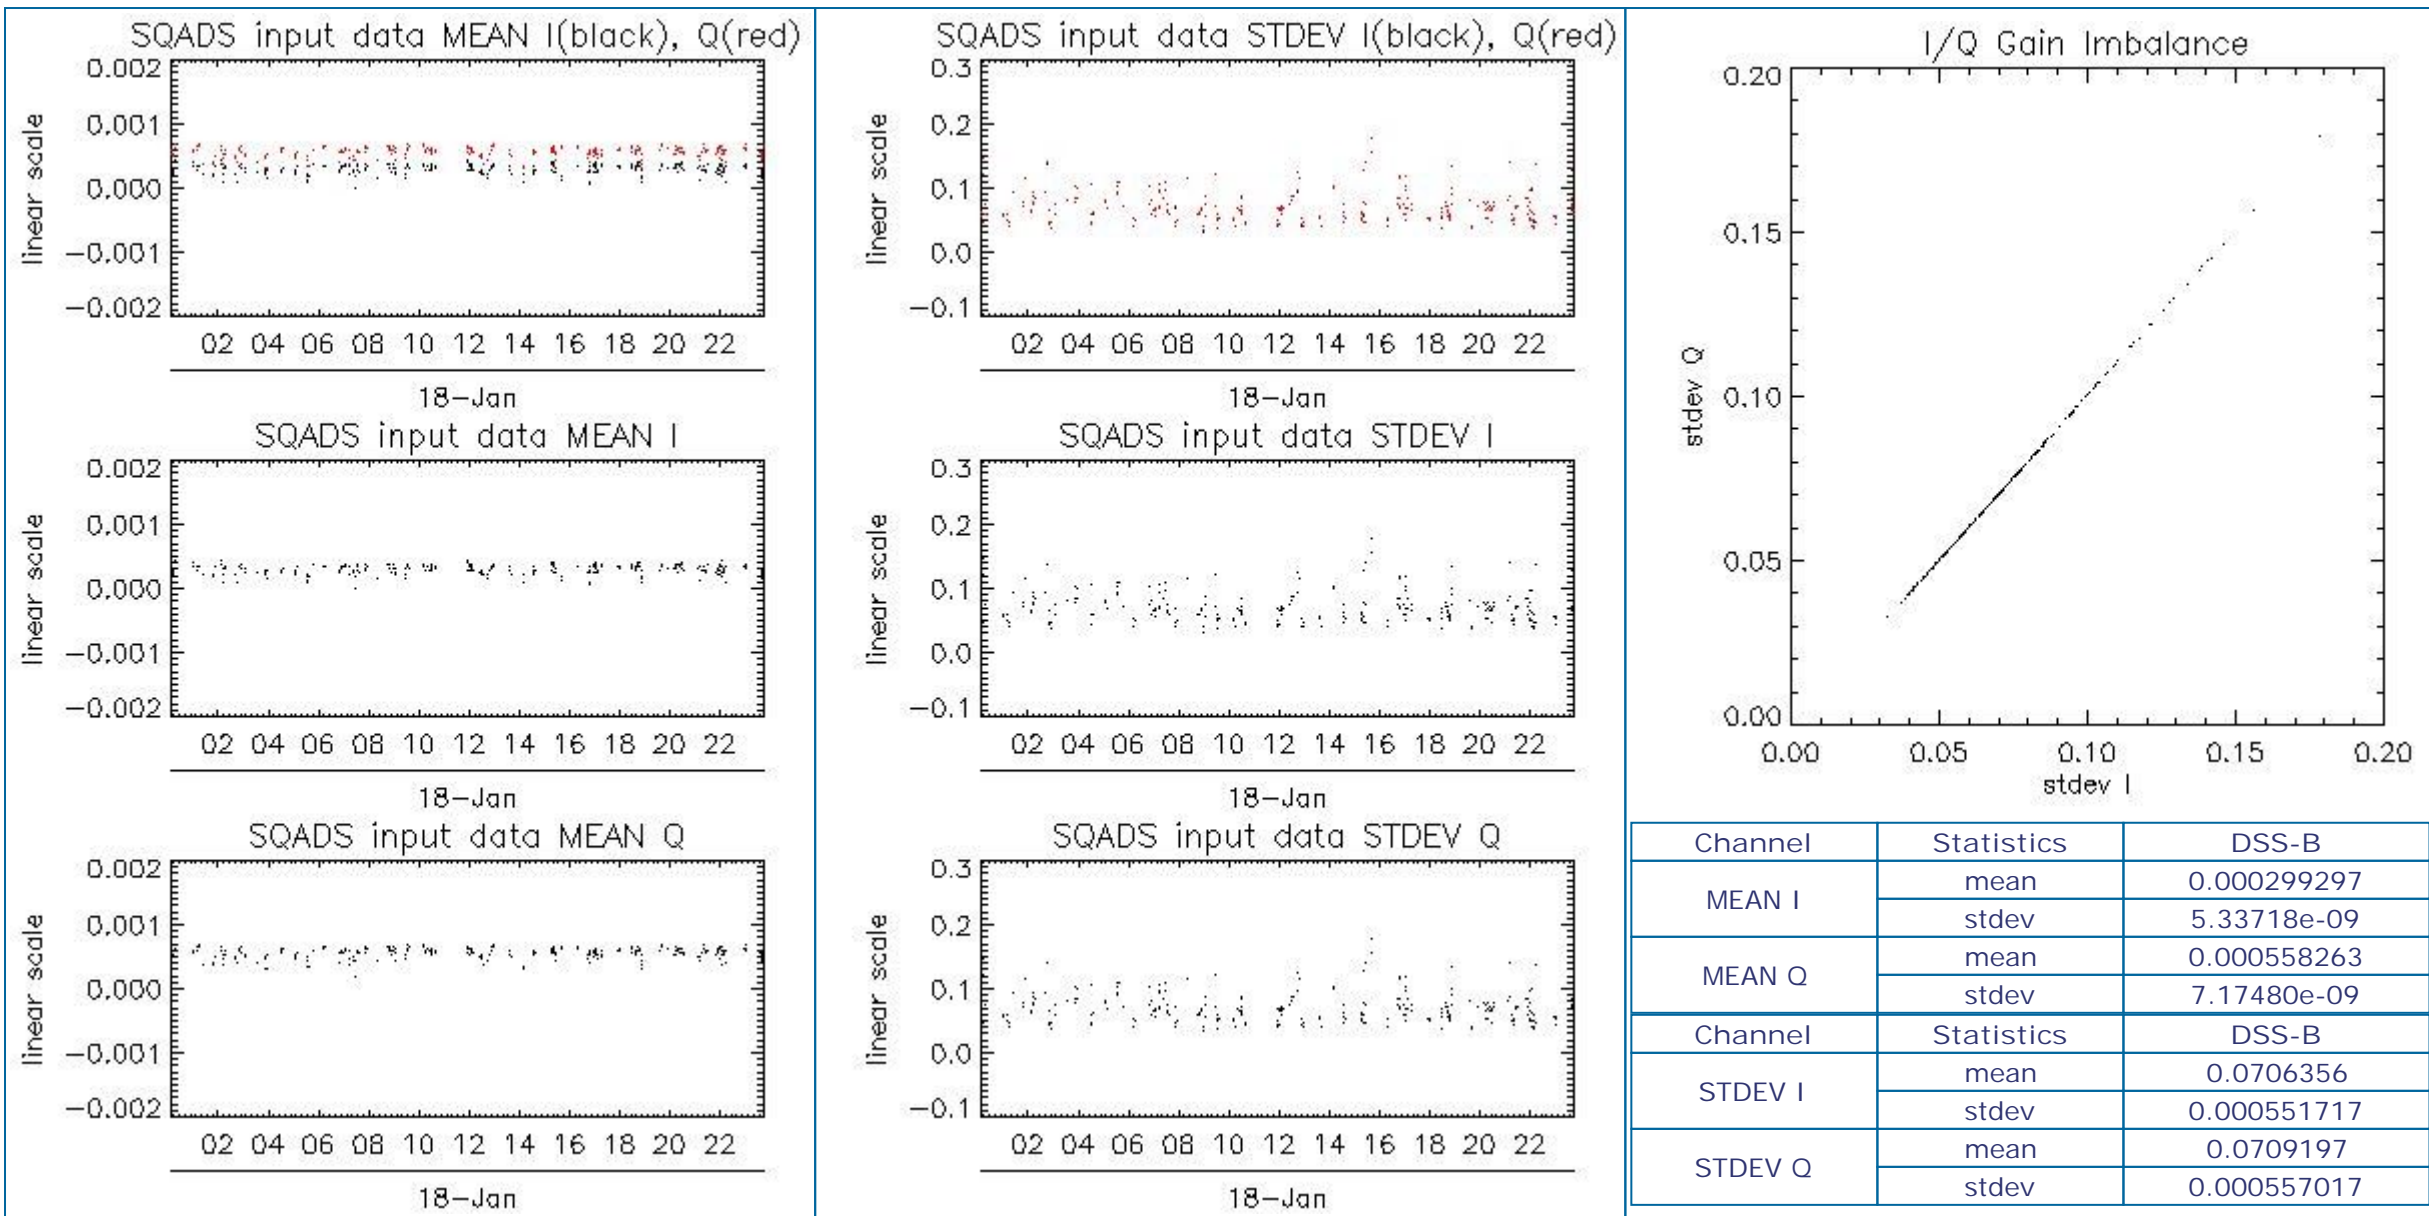 SQADS input data MEAN I(black), Q(red)
0.002
0.001
0.000
-0.001
-0.002
linear scale
02 04 06 08 10 12 14 16 18 20 22
18-Jan
SQADS input data MEAN I
0.002
0.001
0.000
-0.001
-0.002
linear scale
02 04 06 08 10 12 14 16 18 20 22
18-Jan
SQADS input data MEAN Q
0.002
0.001
0.000
-0.001
-0.002
linear scale
02 04 06 08 10 12 14 16 18 20 22
18-Jan
SQADS input data STDEV I(black), Q(red)
0.3
0.2
0.1
0.0
-0.1
linear scale
02 04 06 08 10 12 14 16 18 20 22
18-Jan
SQADS input data STDEV I
0.3
0.2
0.1
0.0
-0.1
linear scale
02 04 06 08 10 12 14 16 18 20 22
18-Jan
SQADS input data STDEV Q
0.3
0.2
0.1
0.0
-0.1
linear scale
02 04 06 08 10 12 14 16 18 20 22
18-Jan
I/Q Gain Imbalance
0.20
0.15
0.10
0.05
0.00
stdev Q
0.00 0.05 0.10 0.15 0.20
stdev I
Channel Statistics DSS-B
MEAN I mean 0.000299297
stdev 5.33718e-09
MEAN Q mean 0.000558263
stdev 7.17480e-09
Channel Statistics DSS-B
STDEV I mean 0.0706356
stdev 0.000551717
STDEV Q mean 0.0709197
stdev 0.000557017